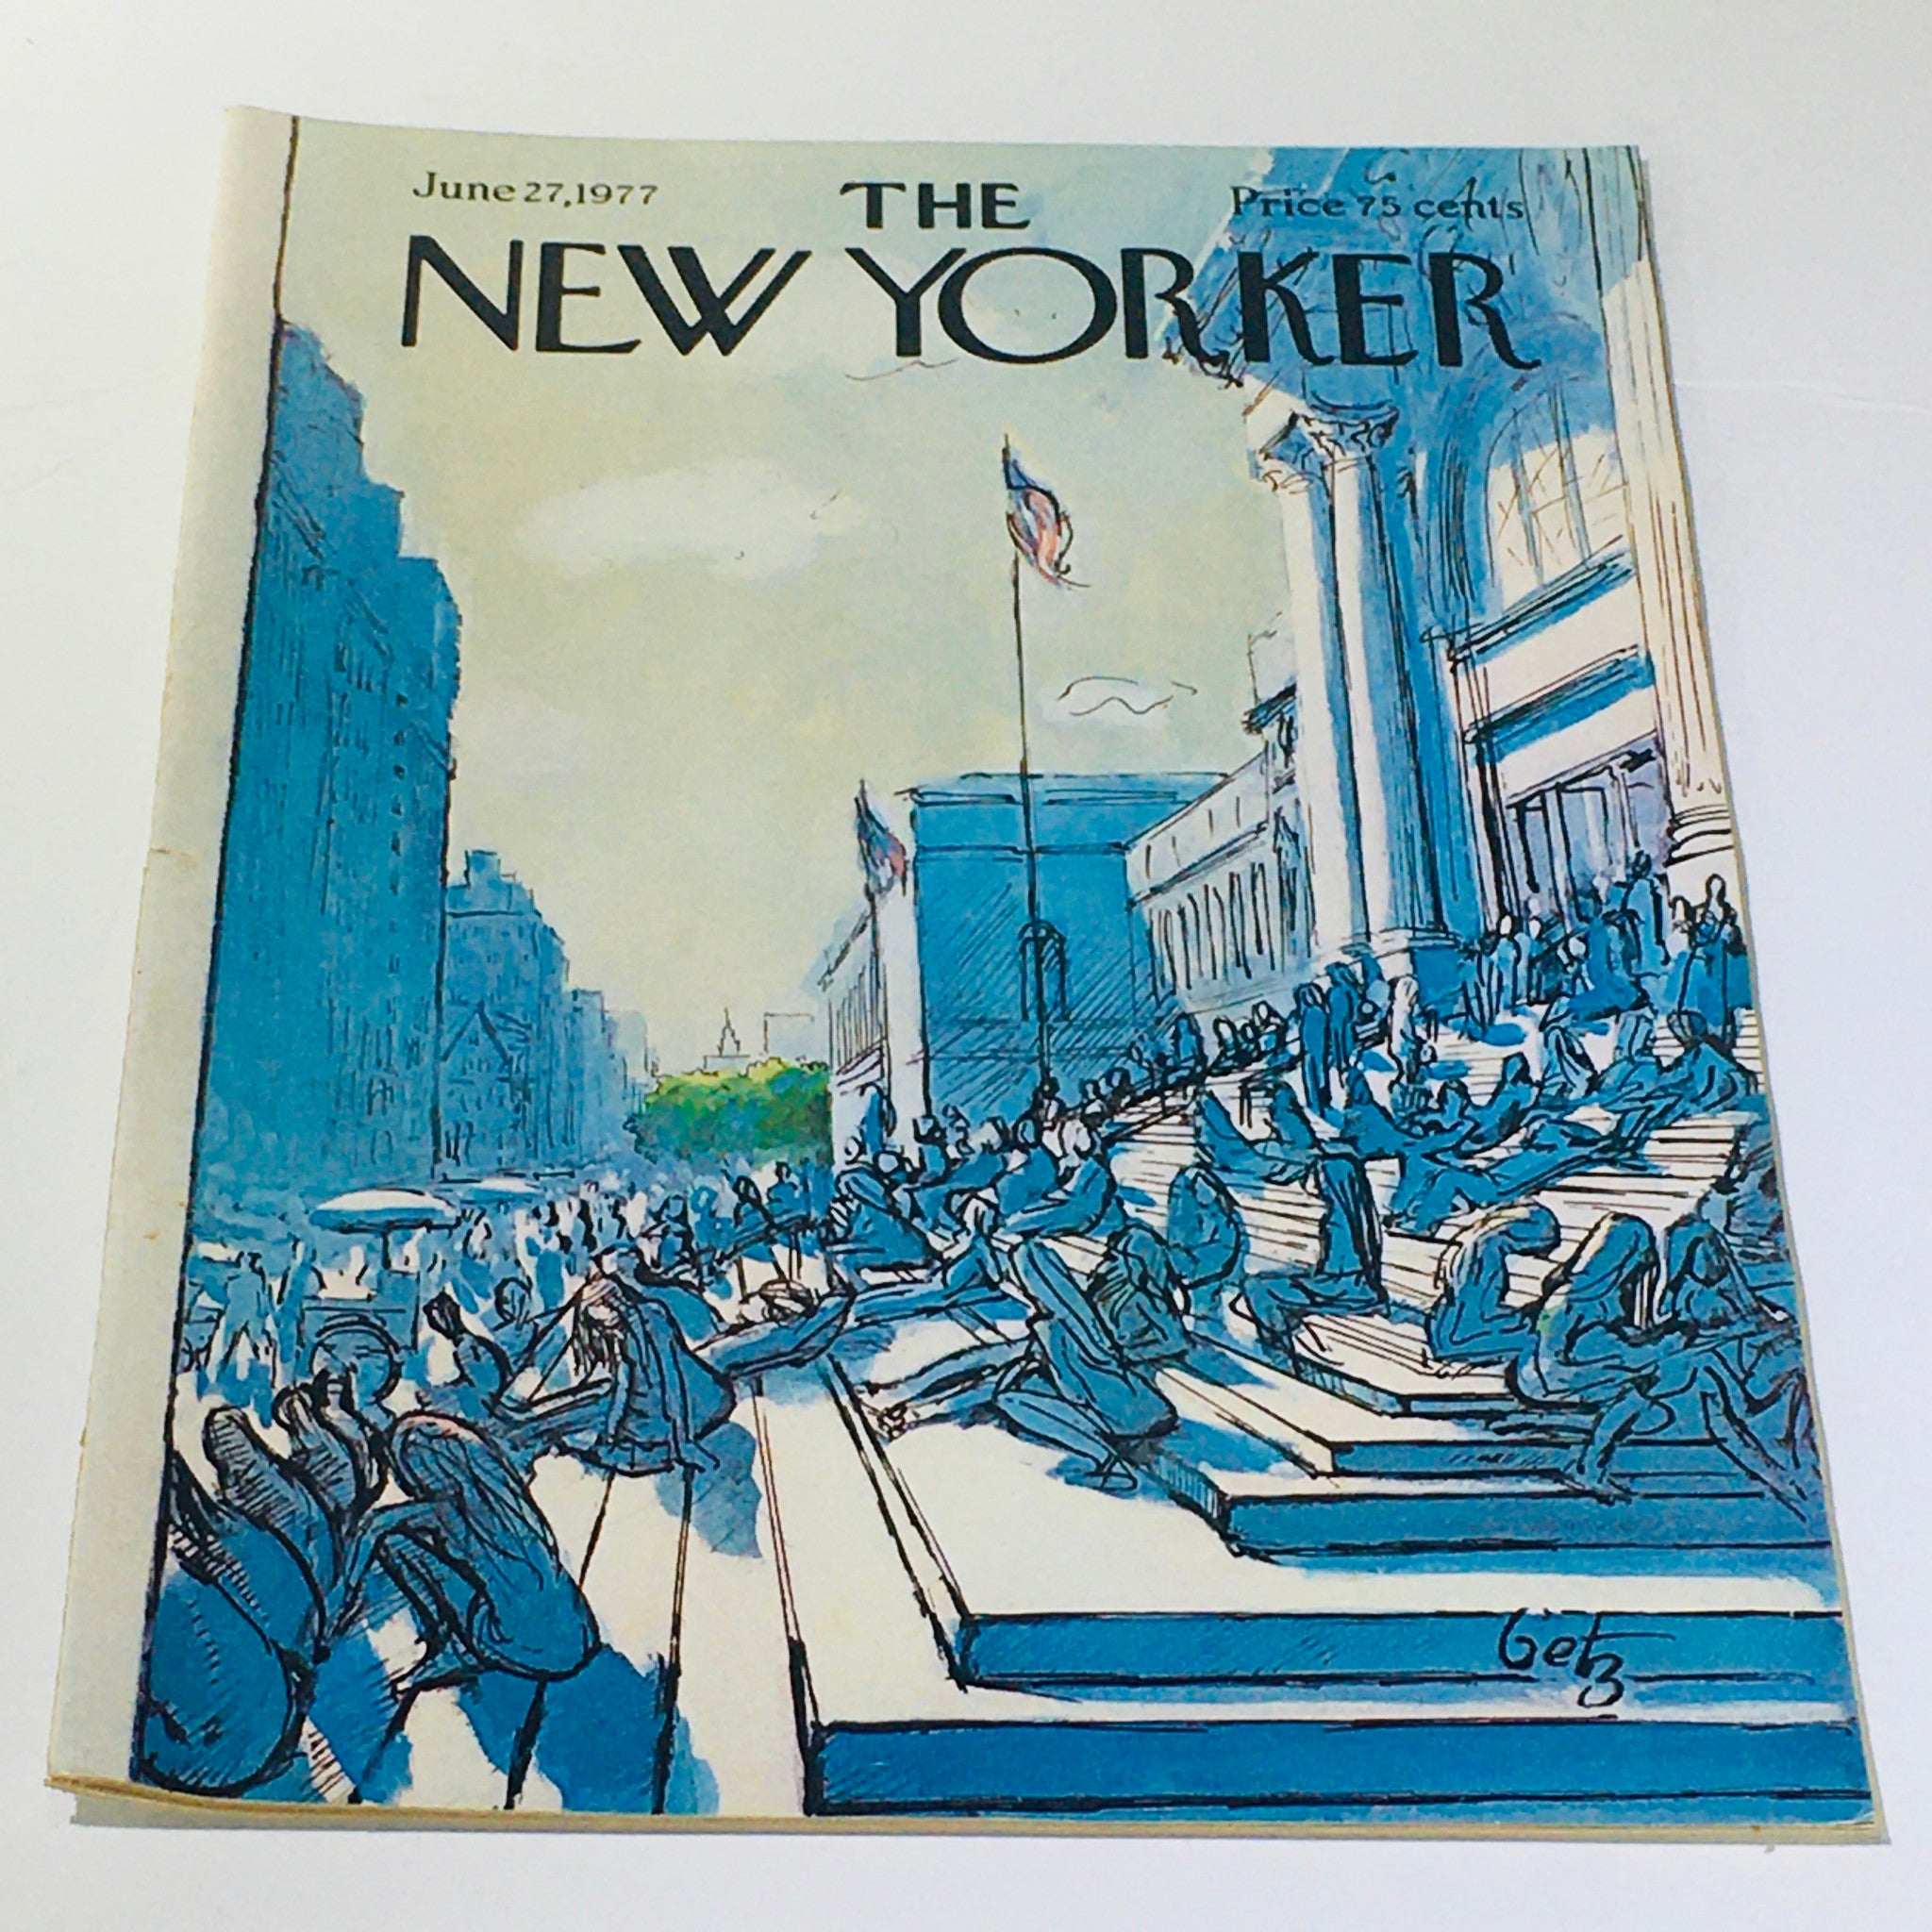 June 27, 1977
THE
Price 75 cents
NEW YORKER
Getz